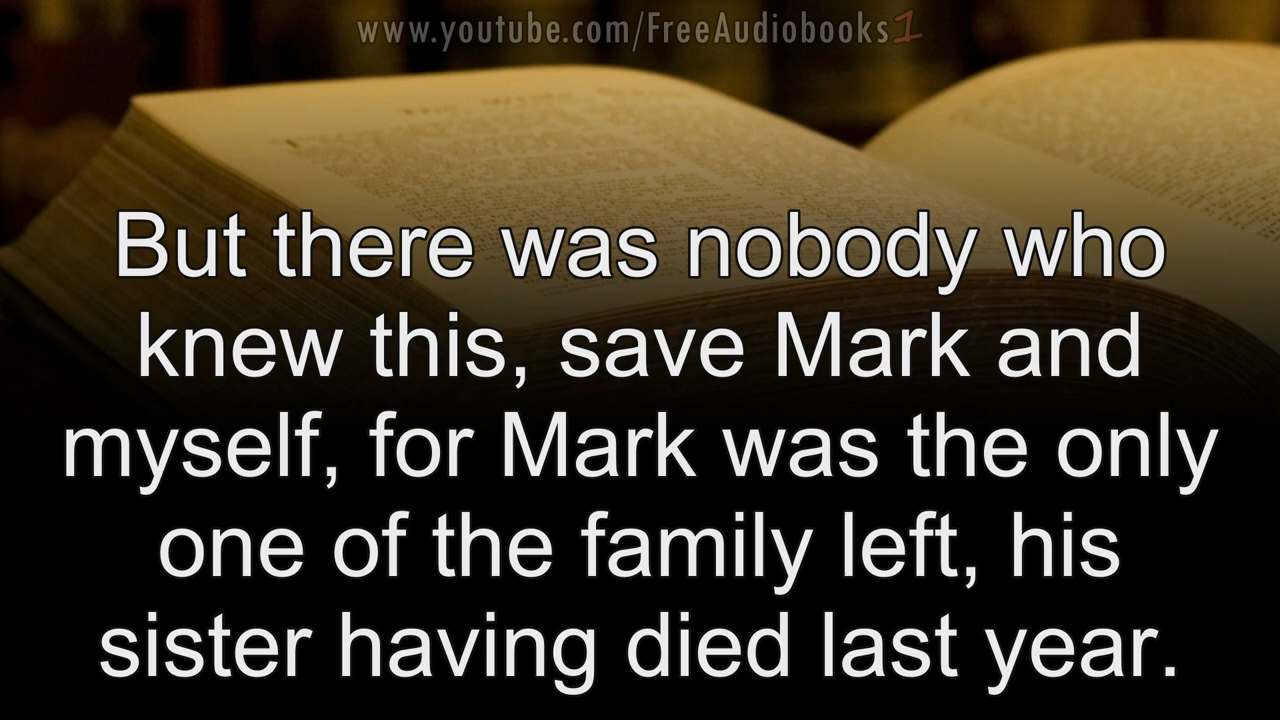 www.youtube.com/FreeAudiobooks1
But there was nobody who
knew this, save Mark and
myself, for Mark was the only
one of the family left, his
sister having died last year.